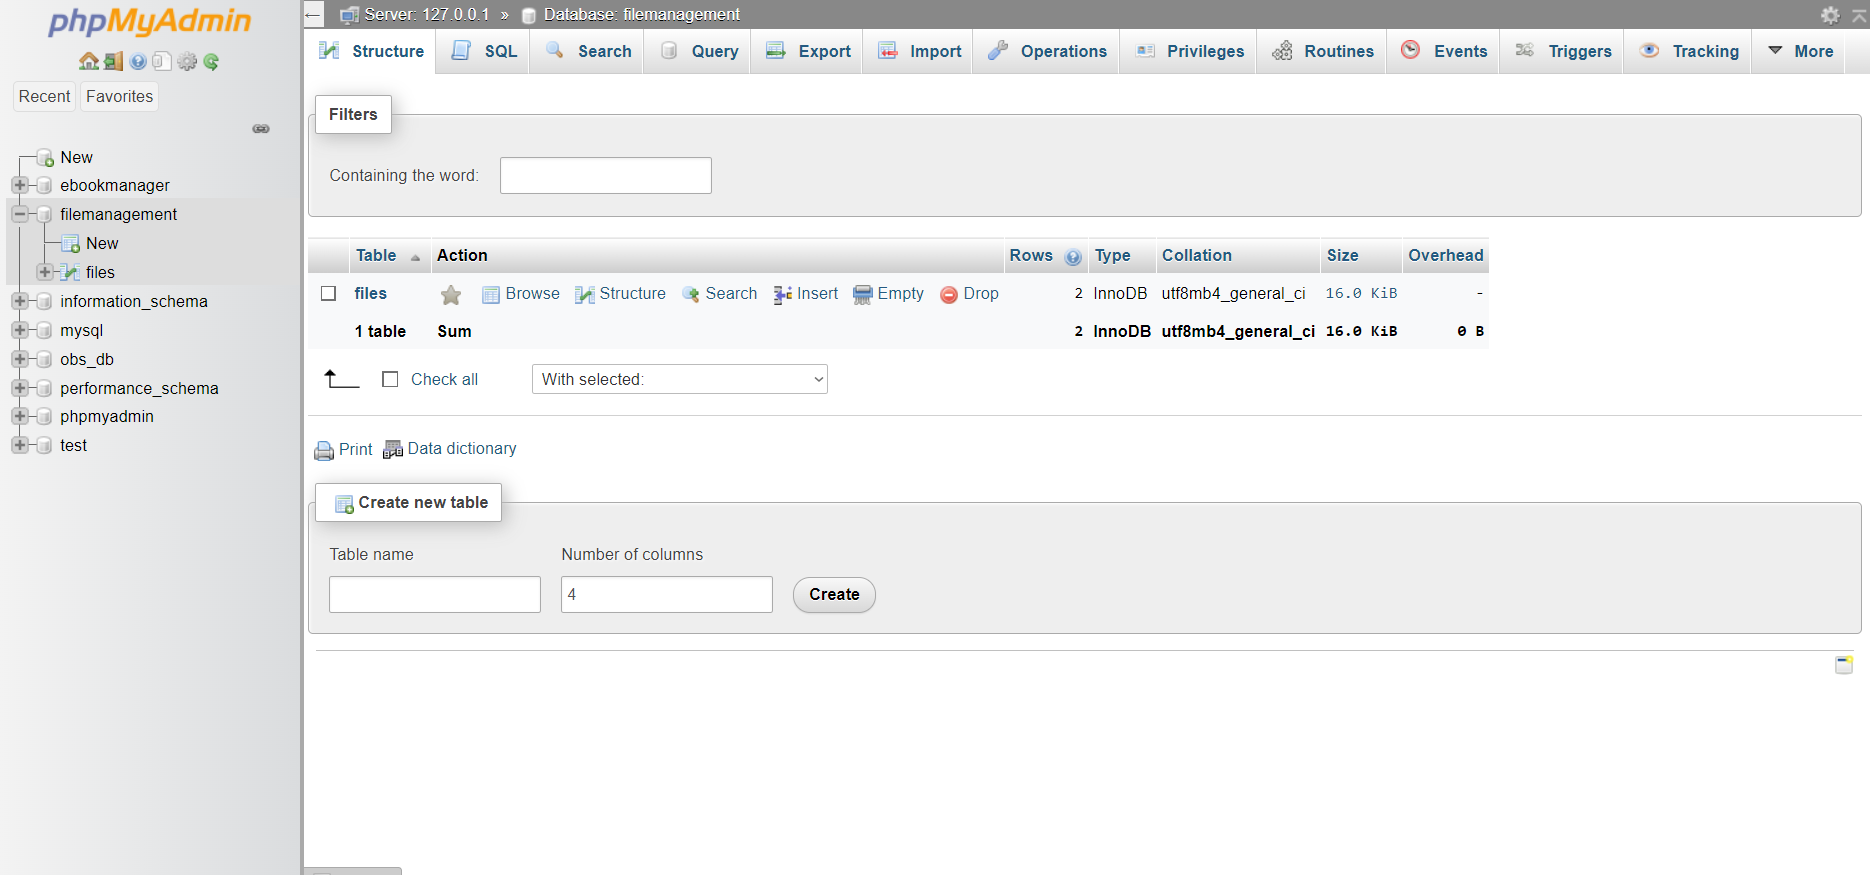 phpMyAdmin
Recent Favorites
New
ebookmanager
filemanagement
New
files
information_schema
mysql
obs_db
performance_schema
phpmyadmin
test
Server: 127.0.0.1 » Database: filemanagement
Structure SQL Search Query Export Import Operations Privileges Routines Events Triggers Tracking More
Filters
Containing the word:
Table Action Rows Type Collation Size Overhead
files Browse Structure Search Insert Empty Drop 2 InnoDB utf8mb4_general_ci 16.0 KiB -
1 table Sum 2 InnoDB utf8mb4_general_ci 16.0 KiB 0 B
Check all With selected:
Print Data dictionary
Create new table
Table name Number of columns
4 Create